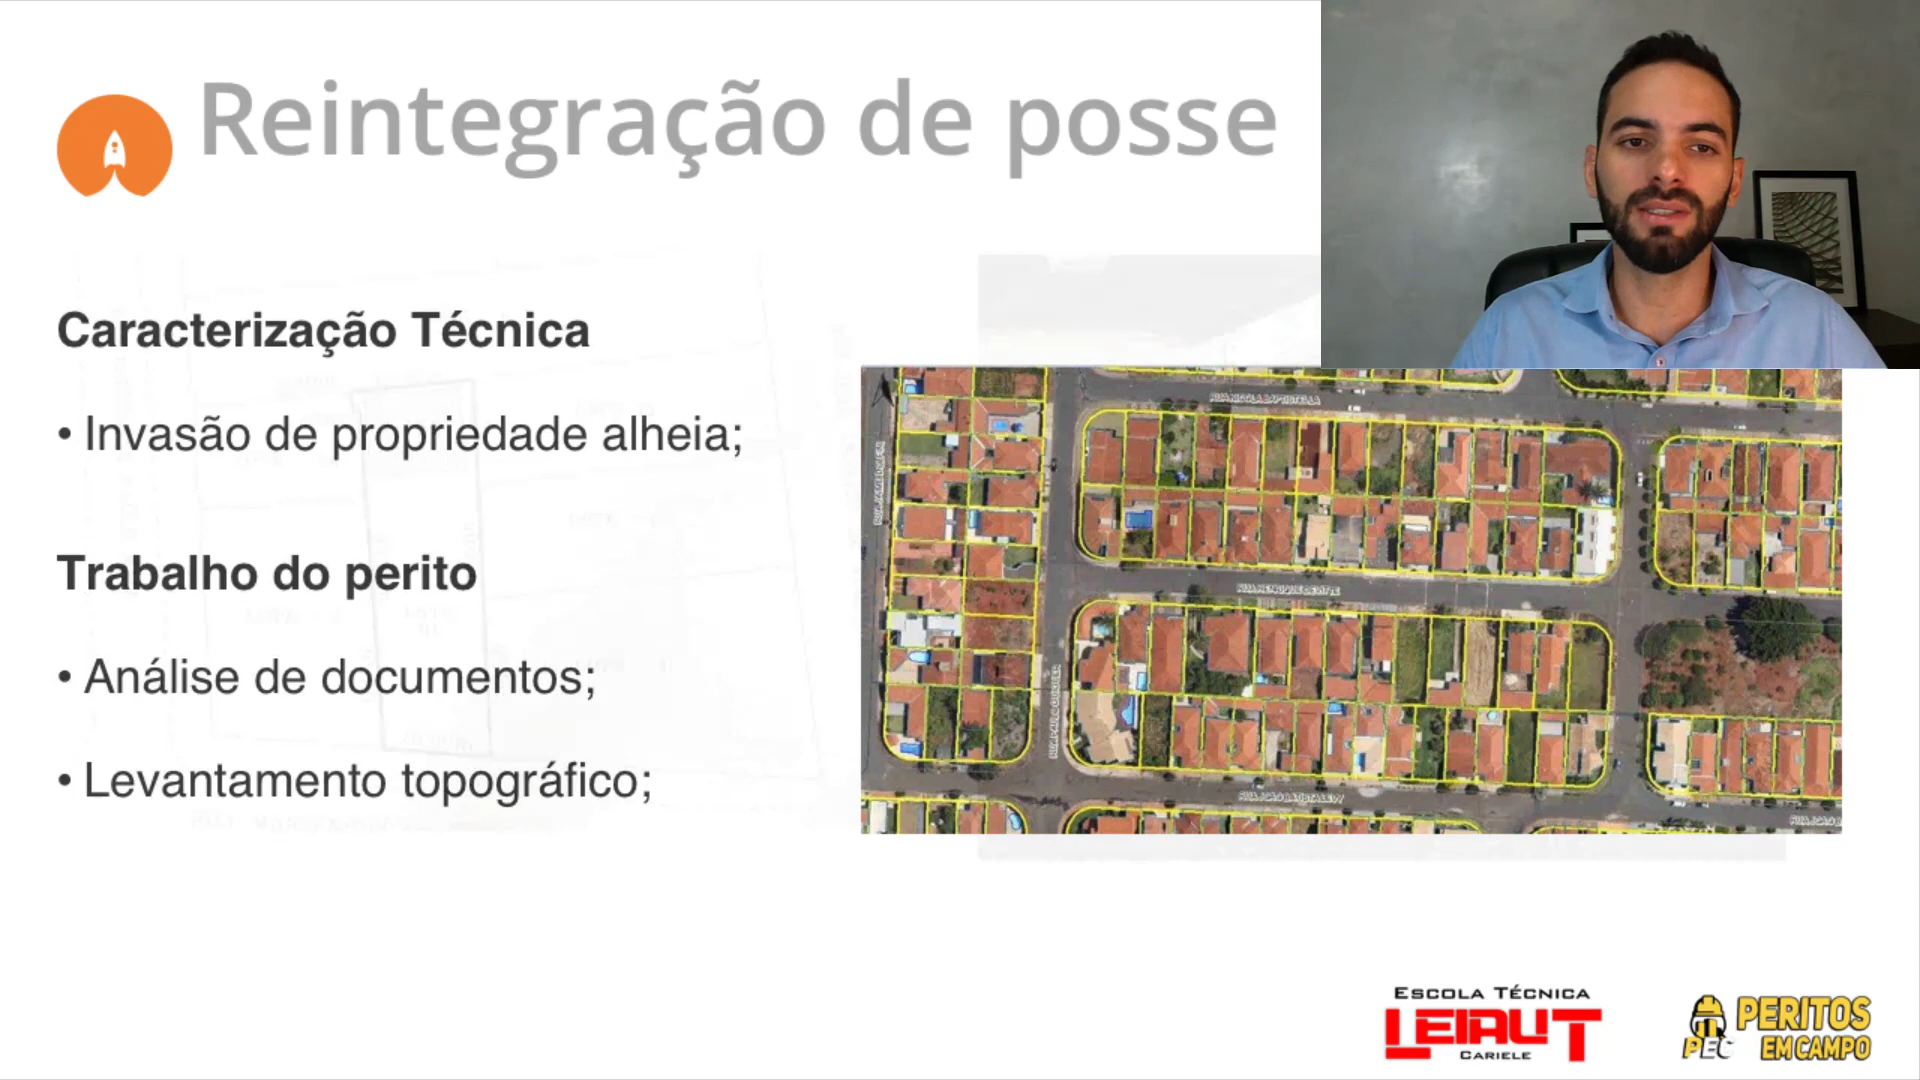 Reintegração de posse
Caracterização Técnica
• Invasão de propriedade alheia;
Trabalho do perito
• Análise de documentos;
• Levantamento topográfico;
ESCOLA TÉCNICA
LEIAUT
CARIELE
PERITOS
EM CAMPO
PEC